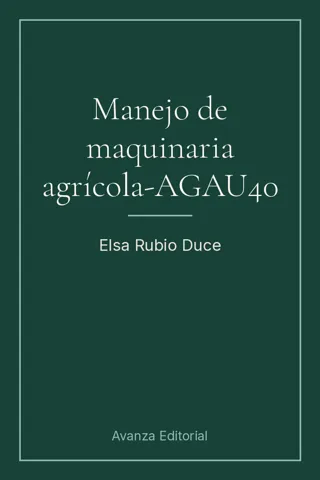 Manejo de
maquinaria
agrícola-AGAU40
Elsa Rubio Duce
Avanza Editorial